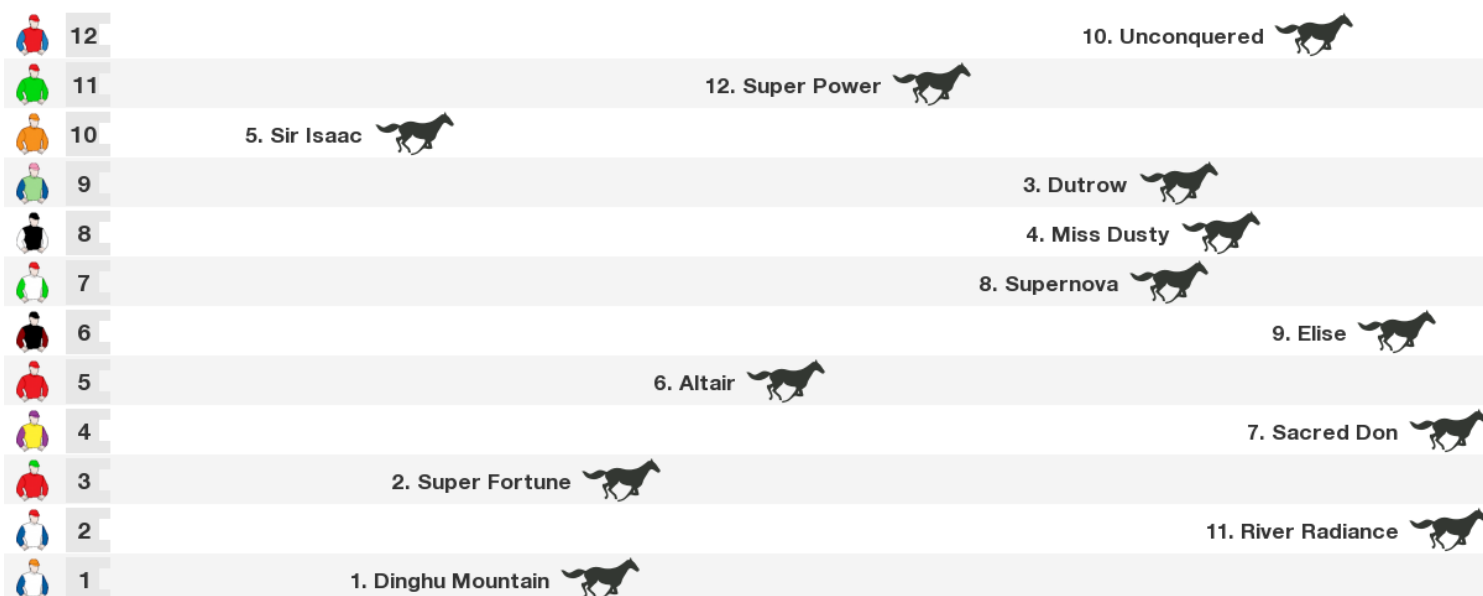 12 10. Unconquered
11 12. Super Power
10 5. Sir Isaac
9 3. Dutrow
8 4. Miss Dusty
7 8. Supernova
6 9. Elise
5 6. Altair
4 7. Sacred Don
3 2. Super Fortune
2 11. River Radiance
1 1. Dinghu Mountain